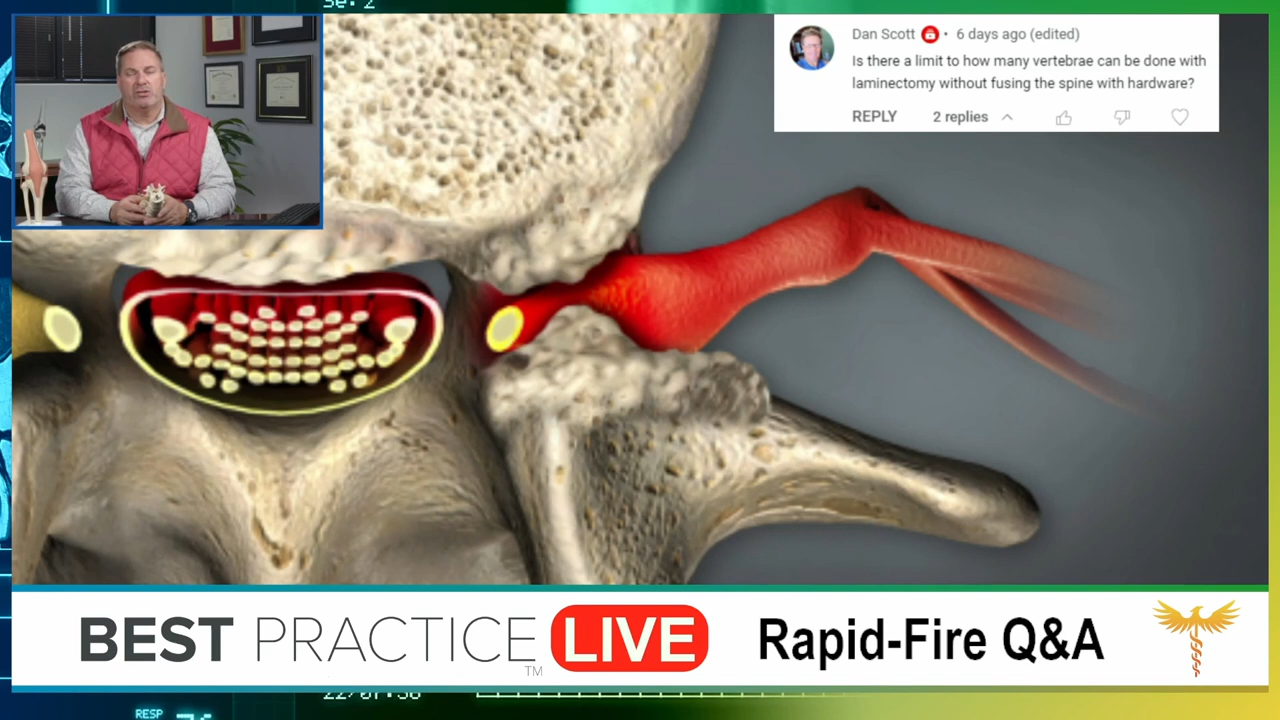 Dan Scott • 6 days ago (edited)
Is there a limit to how many vertebrae can be done with
laminectomy without fusing the spine with hardware?
REPLY 2 replies
BEST PRACTICE LIVE Rapid-Fire Q&A
TM
RESP